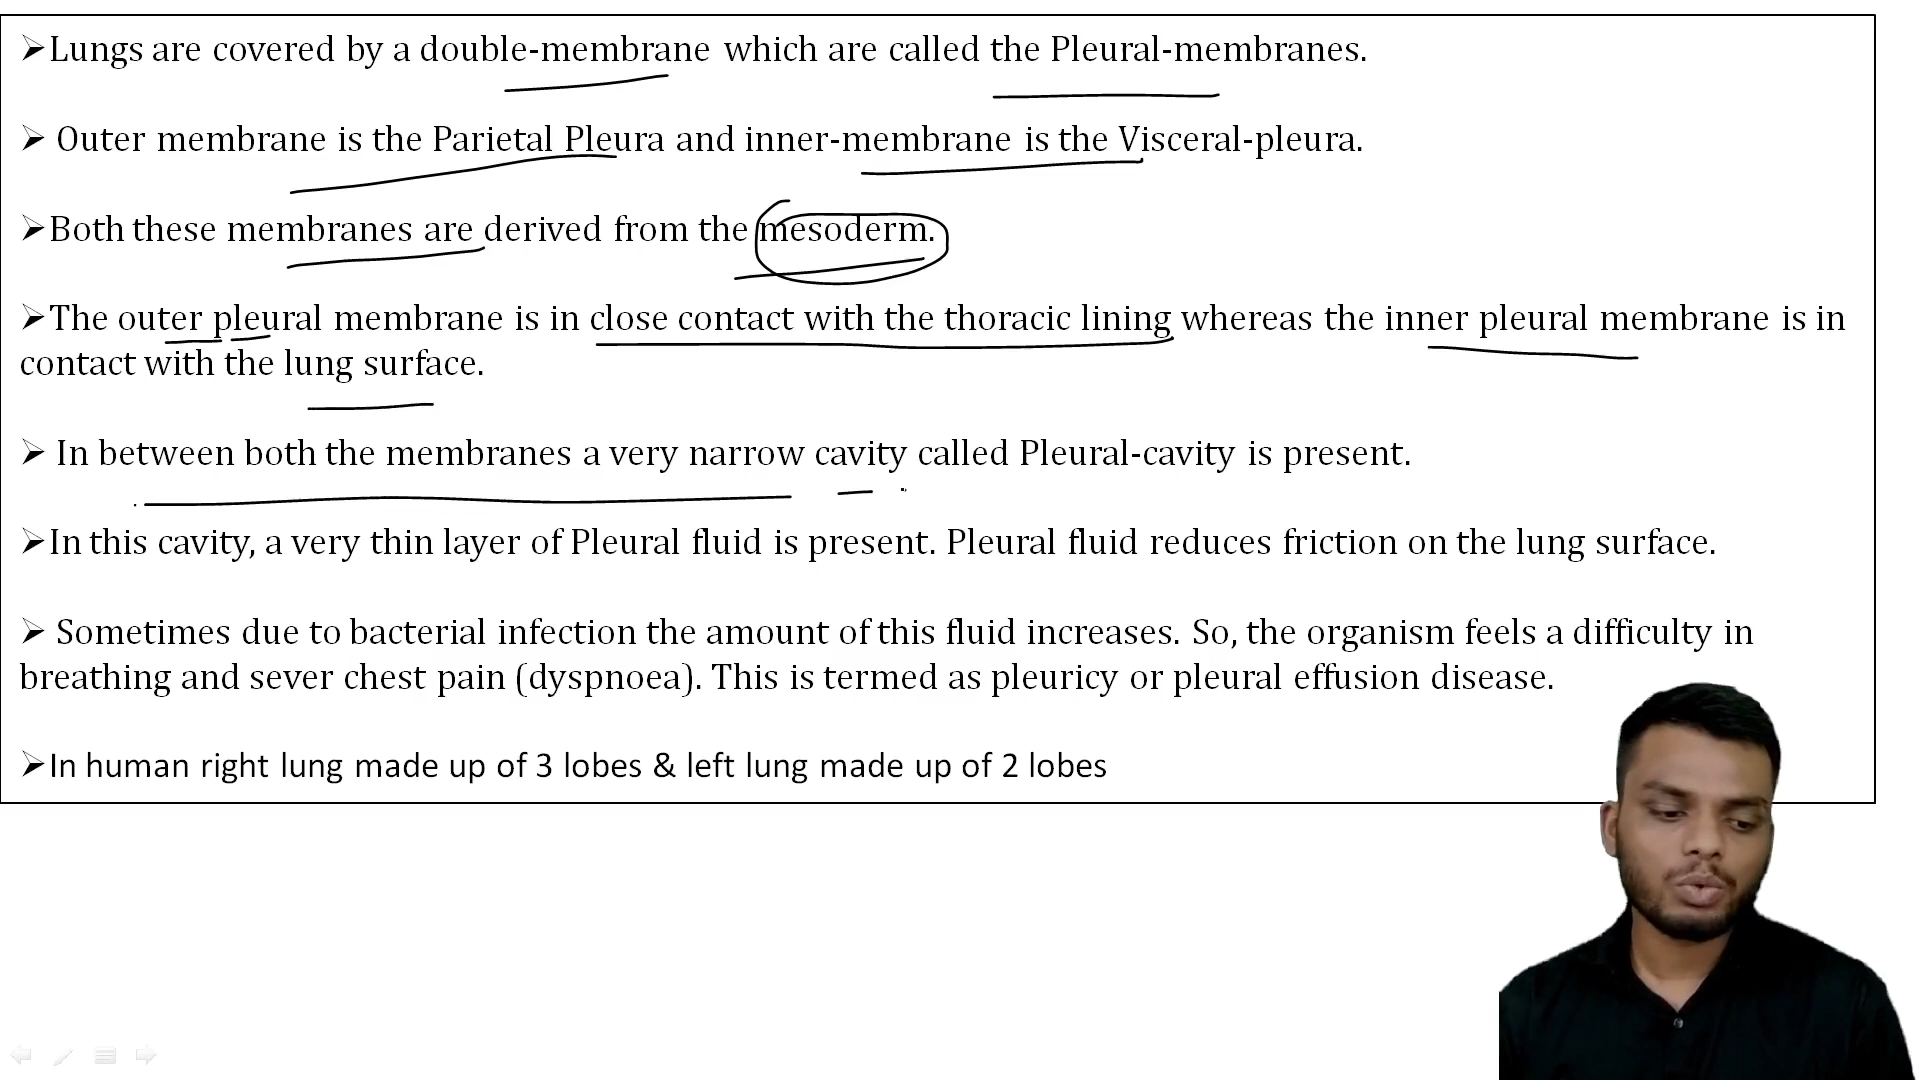 ➢Lungs are covered by a double-membrane which are called the Pleural-membranes.
➢ Outer membrane is the Parietal Pleura and inner-membrane is the Visceral-pleura.
➢Both these membranes are derived from the mesoderm.
➢The outer pleural membrane is in close contact with the thoracic lining whereas the inner pleural membrane is in
contact with the lung surface.
➢ In between both the membranes a very narrow cavity called Pleural-cavity is present.
➢In this cavity, a very thin layer of Pleural fluid is present. Pleural fluid reduces friction on the lung surface.
➢ Sometimes due to bacterial infection the amount of this fluid increases. So, the organism feels a difficulty in
breathing and sever chest pain (dyspnoea). This is termed as pleuricy or pleural effusion disease.
➢In human right lung made up of 3 lobes & left lung made up of 2 lobes